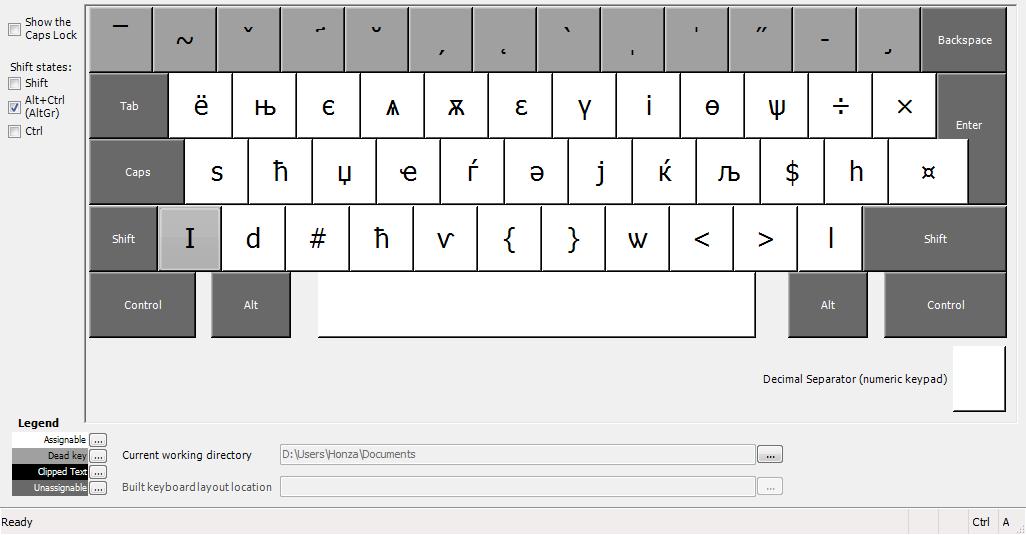 Show the
Caps Lock
Shift states:
Shift
Alt+Ctrl
(AltGr)
Ctrl
¯ ~ ˇ ˘ ˏ ˛ ` ˌ ˈ ˝ -
Backspace
Tab ё њ є ѧ ѫ ε γ і ѳ ψ ÷ ×
Enter
Caps s ħ џ ҽ ѓ ә ј ќ љ $ h ¤
Shift I d # ħ ѵ { } w < > l Shift
Control Alt Alt Control
Decimal Separator (numeric keypad)
Legend
Assignable ...
Dead key ...
Clipped Text ...
Unassignable ...
Current working directory D:\Users\Honza\Documents ...
Built keyboard layout location ...
Ready Ctrl A